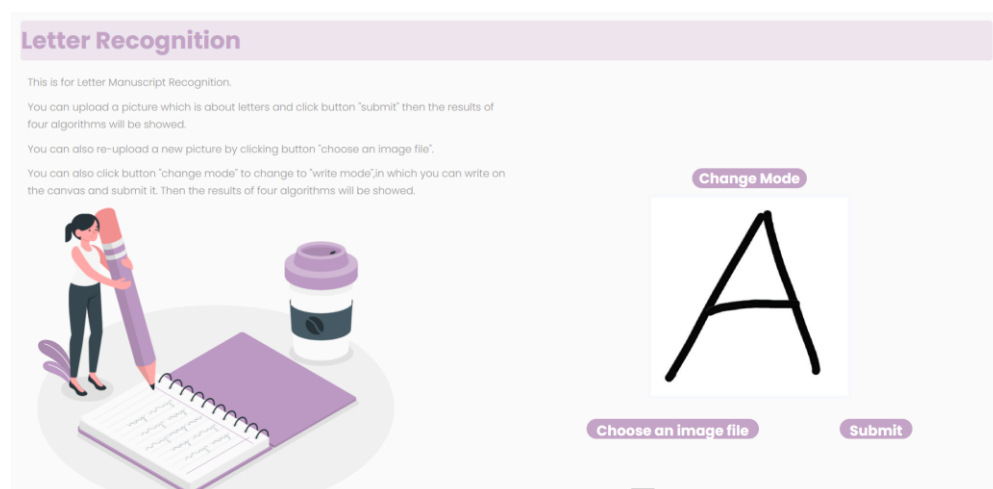 Letter Recognition
This is for Letter Manuscript Recognition.
You can upload a picture which is about letters and click button "submit" then the results of
four algorithms will be showed.
You can also re-upload a new picture by clicking button "choose an image file".
You can also click button "change mode" to change to "write mode",in which you can write on
the canvas and submit it. Then the results of four algorithms will be showed.
Change Mode
A
Choose an image file
Submit